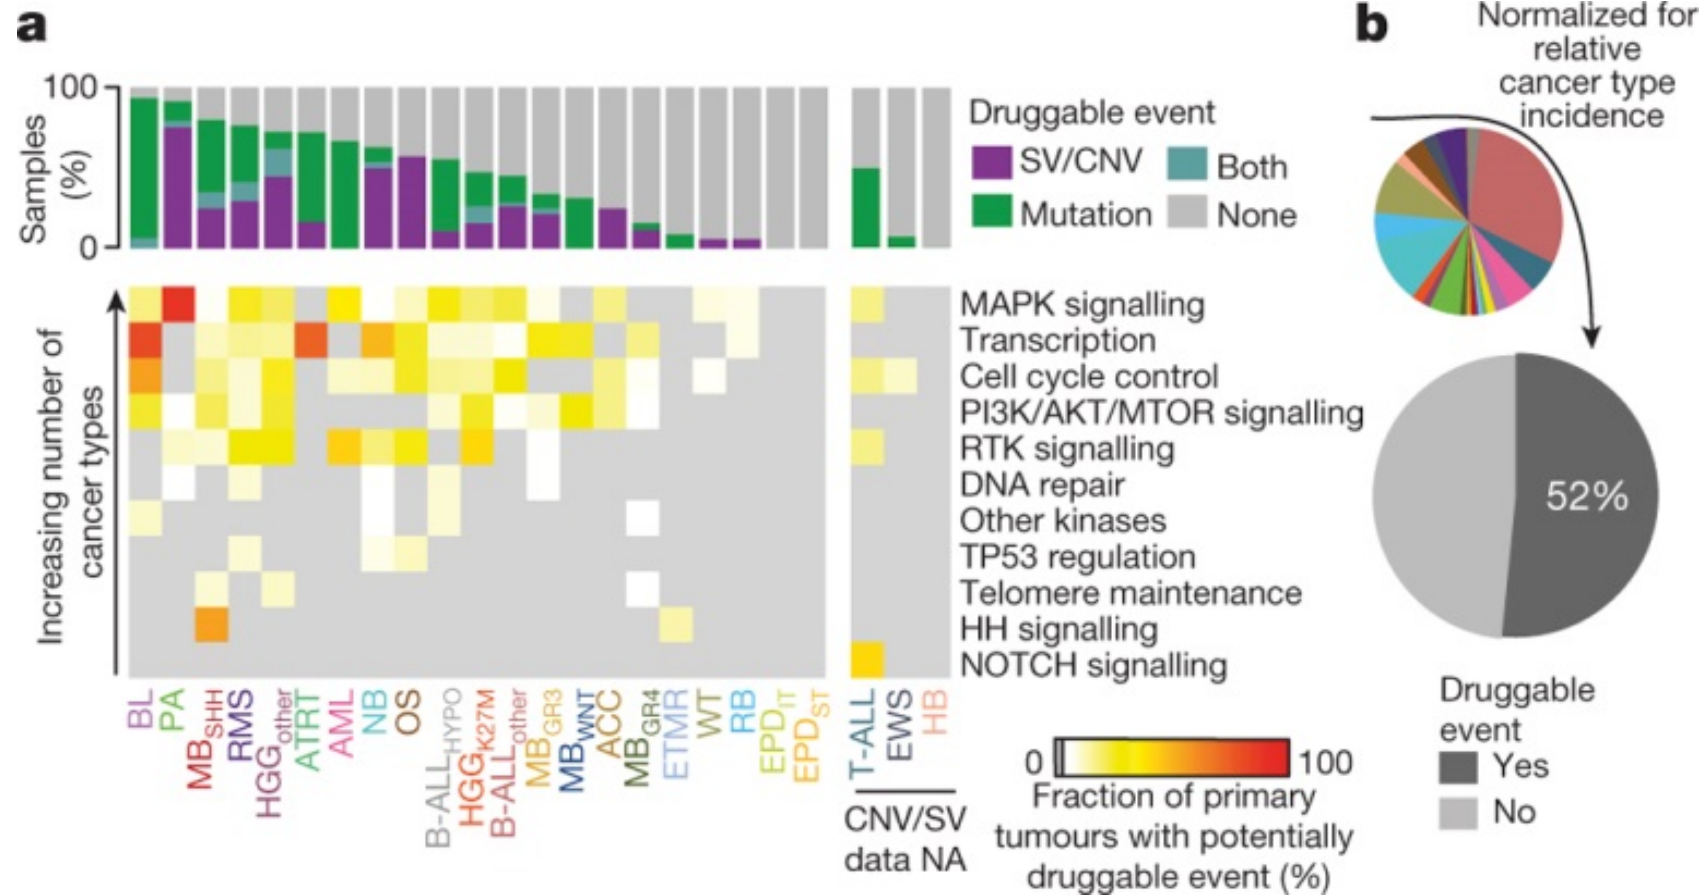 a
100
0
Samples
(%)
Druggable event
SV/CNV
Both
Mutation
None
Increasing number of
cancer types
MAPK signalling
Transcription
Cell cycle control
PI3K/AKT/MTOR signalling
RTK signalling
DNA repair
Other kinases
TP53 regulation
Telomere maintenance
HH signalling
NOTCH signalling
BL
PA
MBSHH
RMS
HGGother
ATRT
AML
NB
OS
B-ALLHYPO
HGGK27M
B-ALLother
MBGR3
MBWNT
ACC
MBGR4
ETMR
WT
RB
EPDIT
EPDST
T-ALL
EWS
HB
CNV/SV
data NA
0
100
Fraction of primary
tumours with potentially
druggable event (%)
b
Normalized for
relative
cancer type
incidence
52%
Druggable
event
Yes
No